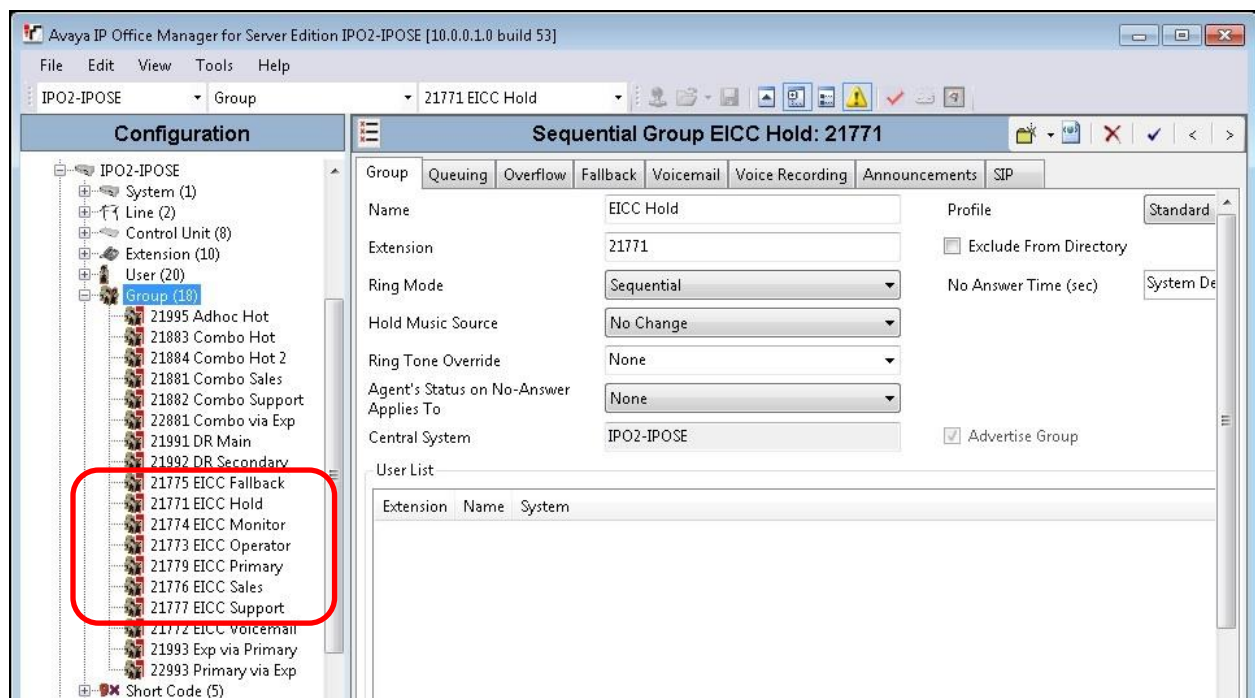 Avaya IP Office Manager for Server Edition IPO2-IPOSE [10.0.0.1.0 build 53]
File Edit View Tools Help
IPO2-IPOSE Group 21771 EICC Hold
Configuration
IPO2-IPOSE
System (1)
Line (2)
Control Unit (8)
Extension (10)
User (20)
Group (18)
21995 Adhoc Hot
21883 Combo Hot
21884 Combo Hot 2
21881 Combo Sales
21882 Combo Support
22881 Combo via Exp
21991 DR Main
21992 DR Secondary
21775 EICC Fallback
21771 EICC Hold
21774 EICC Monitor
21773 EICC Operator
21779 EICC Primary
21776 EICC Sales
21777 EICC Support
21772 EICC Voicemail
21993 Exp via Primary
22993 Primary via Exp
Short Code (5)
Sequential Group EICC Hold: 21771
Group Queuing Overflow Fallback Voicemail Voice Recording Announcements SIP
Name EICC Hold Profile Standard
Extension 21771 Exclude From Directory
Ring Mode Sequential No Answer Time (sec) System De
Hold Music Source No Change
Ring Tone Override None
Agent's Status on No-Answer
Applies To None
Central System IPO2-IPOSE Advertise Group
User List
Extension Name System